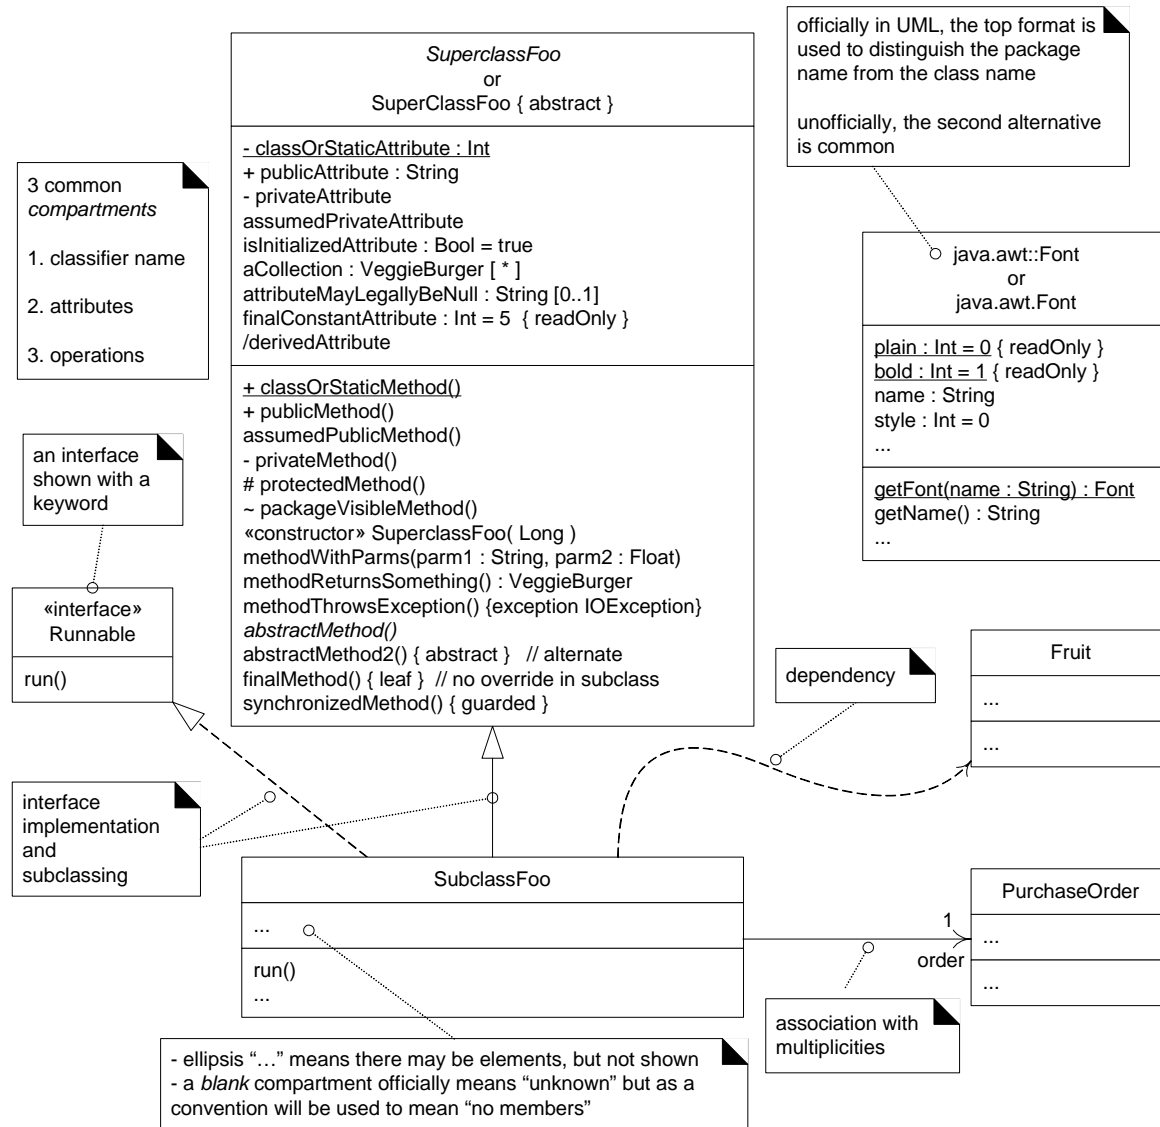 officially in UML, the top format is
used to distinguish the package
name from the class name
unofficially, the second alternative
is common
SuperclassFoo
or
SuperClassFoo { abstract }
- classOrStaticAttribute : Int
+ publicAttribute : String
- privateAttribute
assumedPrivateAttribute
isInitializedAttribute : Bool = true
aCollection : VeggieBurger [ * ]
attributeMayLegallyBeNull : String [0..1]
finalConstantAttribute : Int = 5 { readOnly }
/derivedAttribute
+ classOrStaticMethod()
+ publicMethod()
assumedPublicMethod()
- privateMethod()
# protectedMethod()
~ packageVisibleMethod()
«constructor» SuperclassFoo( Long )
methodWithParms(parm1 : String, parm2 : Float)
methodReturnsSomething() : VeggieBurger
methodThrowsException() {exception IOException}
abstractMethod()
abstractMethod2() { abstract } // alternate
finalMethod() { leaf } // no override in subclass
synchronizedMethod() { guarded }
3 common
compartments
1. classifier name
2. attributes
3. operations
java.awt::Font
or
java.awt.Font
plain : Int = 0 { readOnly }
bold : Int = 1 { readOnly }
name : String
style : Int = 0
...
getFont(name : String) : Font
getName() : String
...
an interface
shown with a
keyword
«interface»
Runnable
run()
dependency
Fruit
...
...
interface
implementation
and
subclassing
SubclassFoo
...
run()
...
1
order
PurchaseOrder
...
...
association with
multiplicities
- ellipsis “…” means there may be elements, but not shown
- a blank compartment officially means “unknown” but as a
convention will be used to mean “no members”